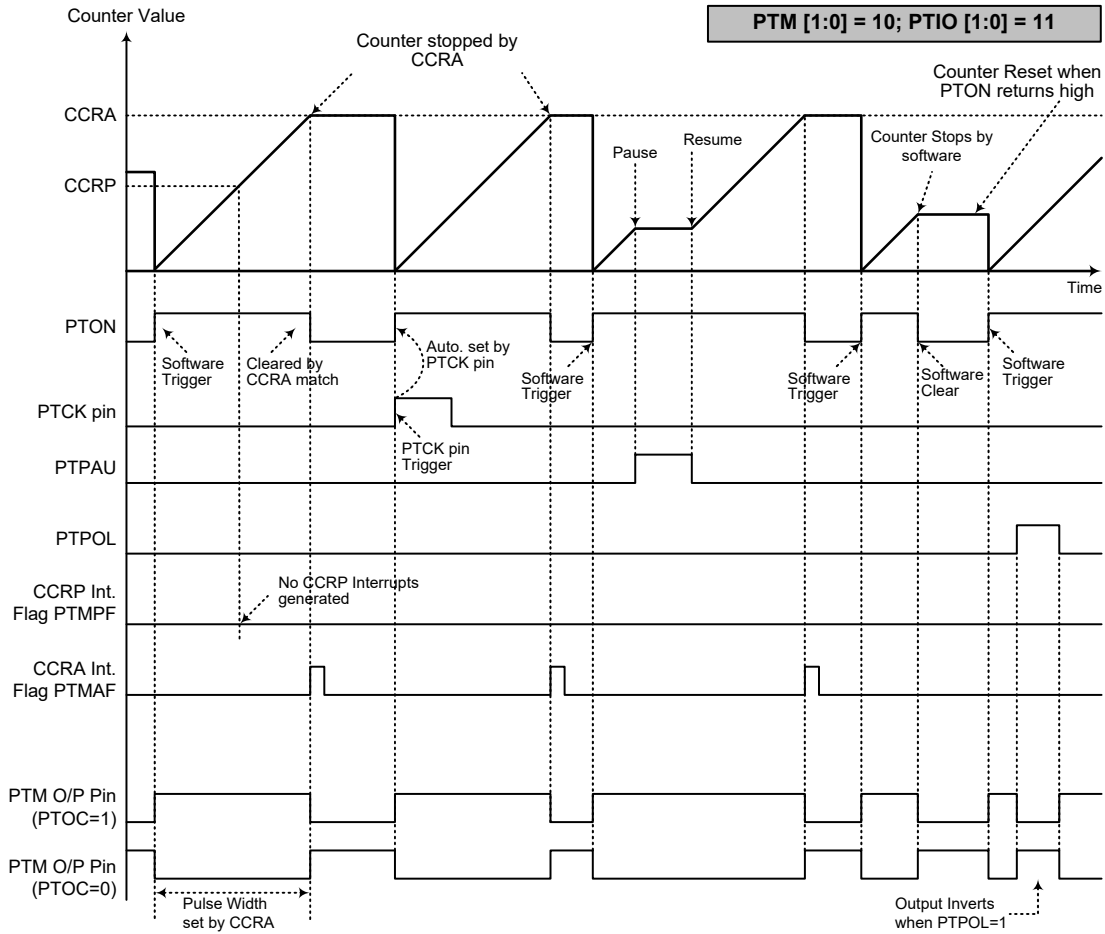 Counter Value
PTM [1:0] = 10; PTIO [1:0] = 11
Counter stopped by
CCRA
Counter Reset when
PTON returns high
CCRA
Pause
Resume
Counter Stops by
software
CCRP
Time
PTON
Software
Trigger
Cleared by
CCRA match
Auto. set by
PTCK pin
Software
Trigger
Software
Trigger
Software
Clear
Software
Trigger
PTCK pin
PTCK pin
Trigger
PTPAU
PTPOL
CCRP Int.
Flag PTMPF
No CCRP Interrupts
generated
CCRA Int.
Flag PTMAF
PTM O/P Pin
(PTOC=1)
PTM O/P Pin
(PTOC=0)
Pulse Width
set by CCRA
Output Inverts
when PTPOL=1